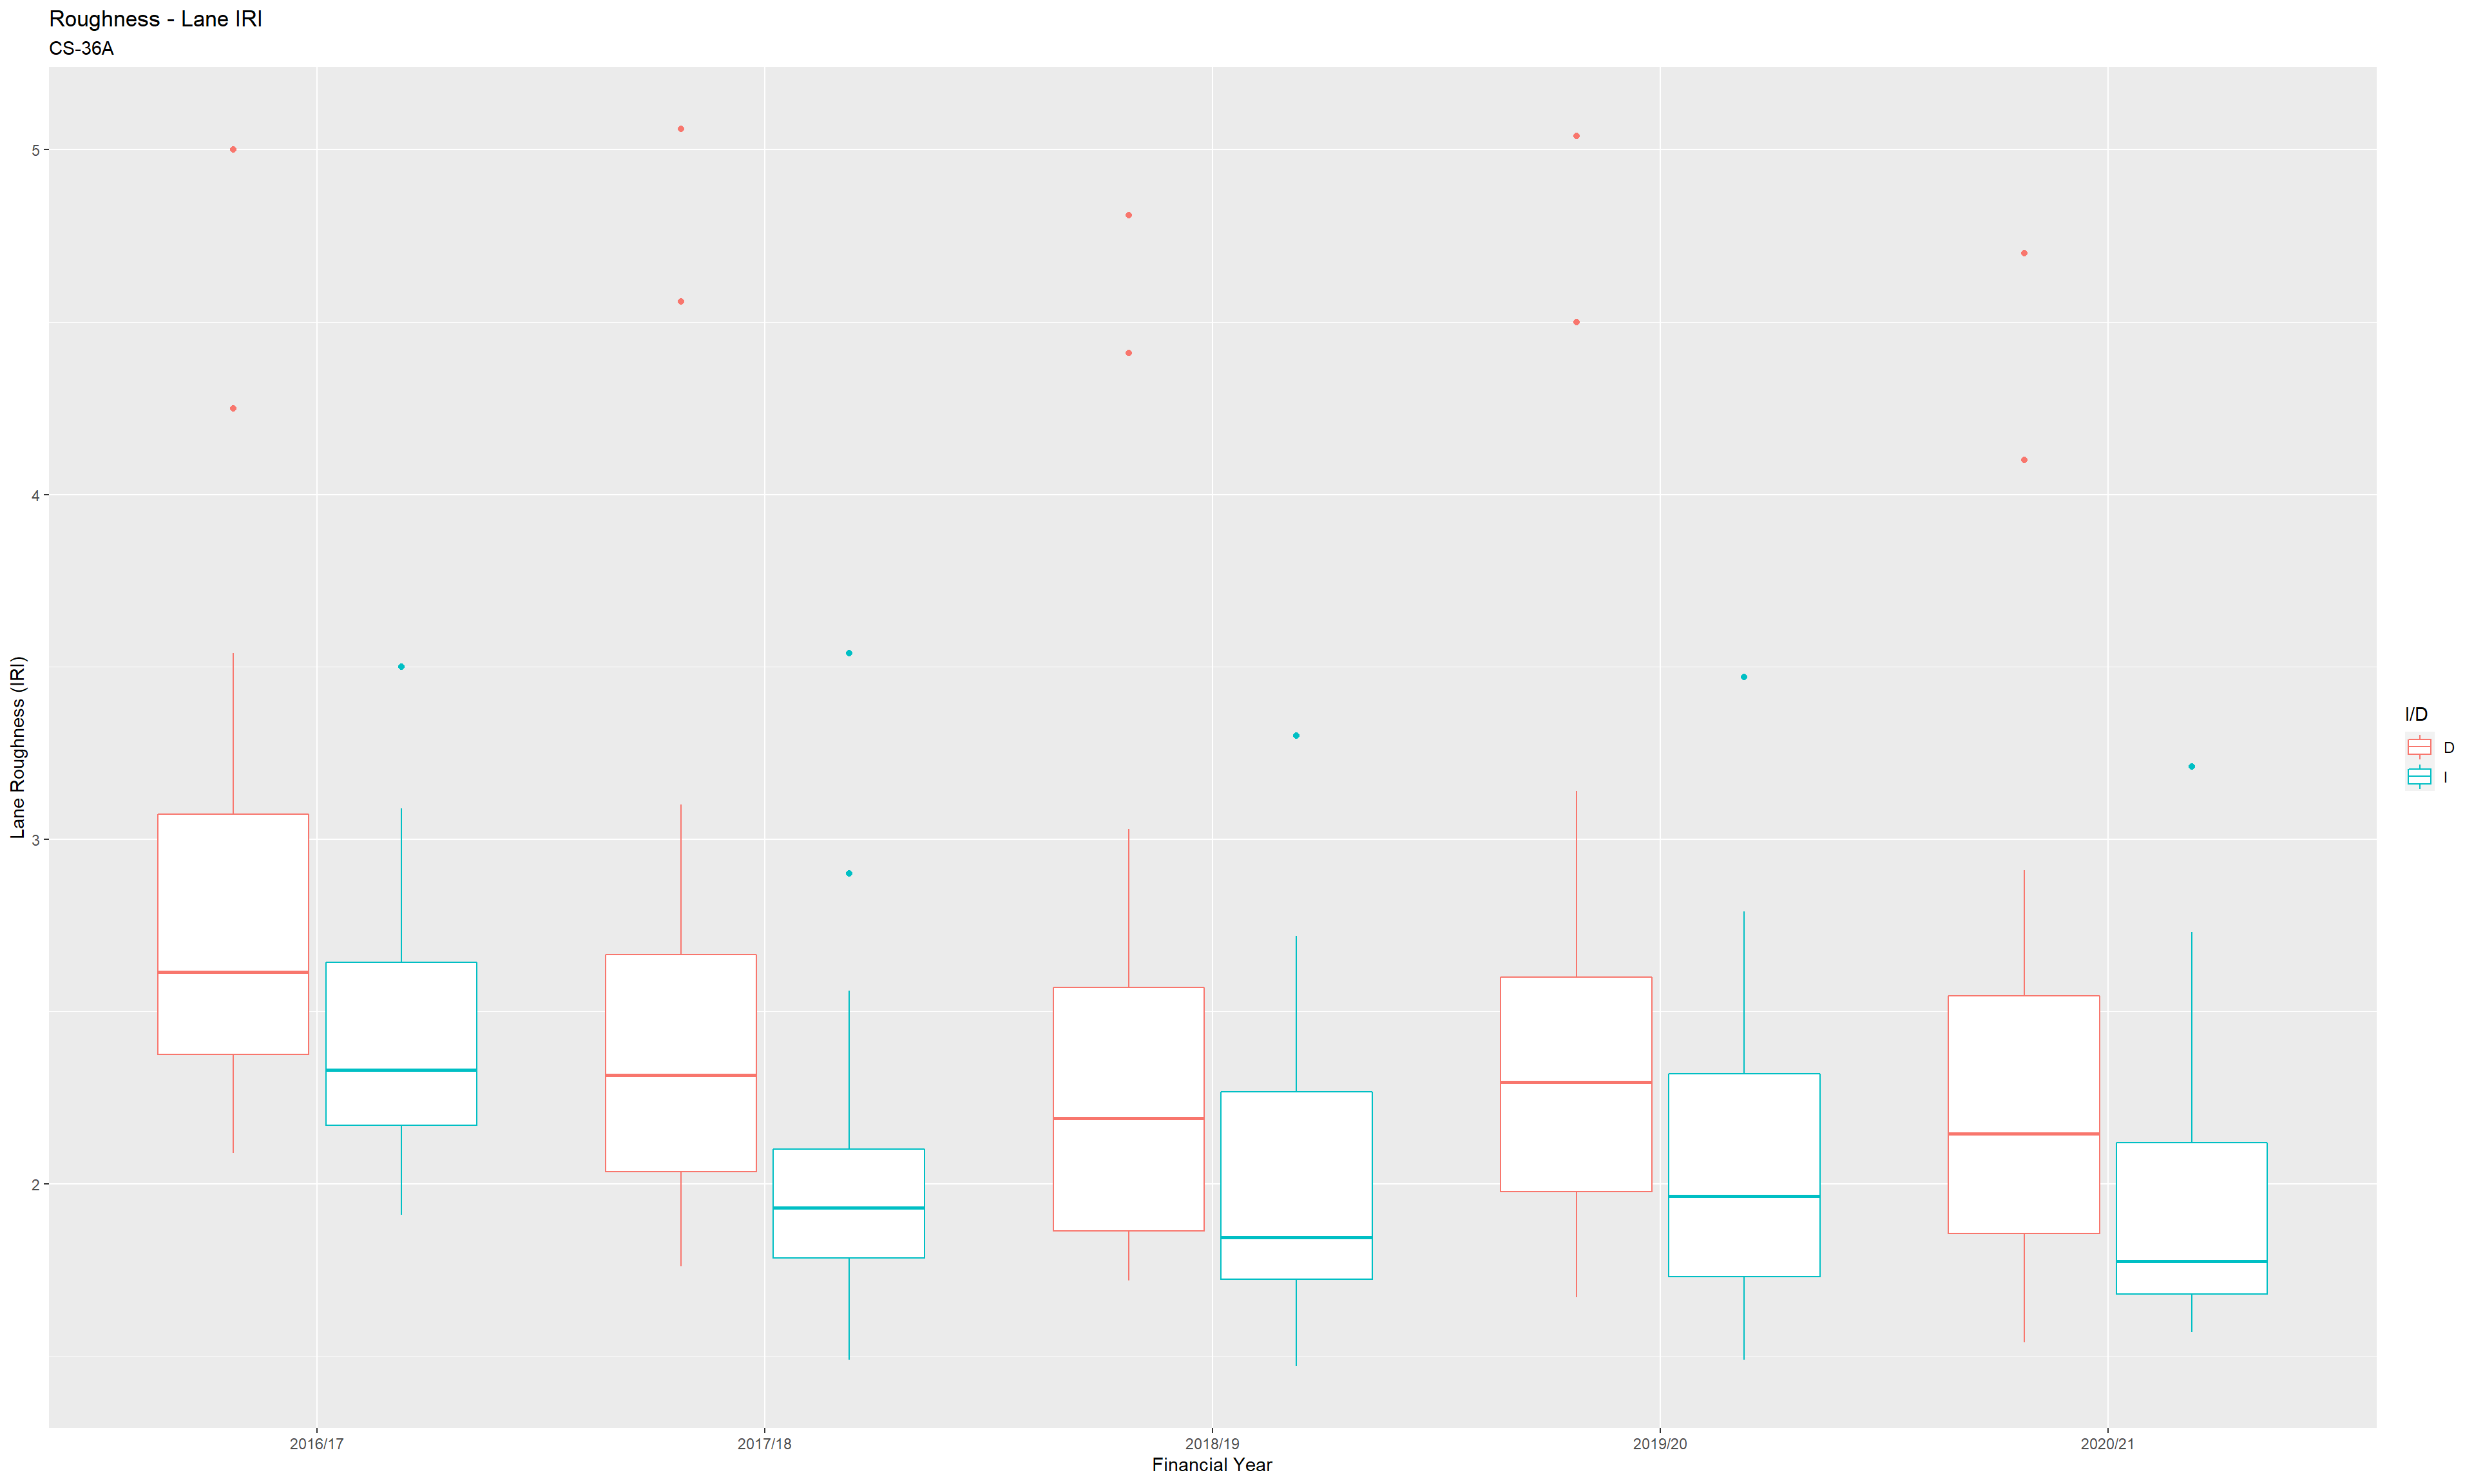 Roughness - Lane IRI
CS-36A
Lane Roughness (IRI)
5
4
3
2
2016/17
2017/18
2018/19
2019/20
2020/21
Financial Year
I/D
D
I